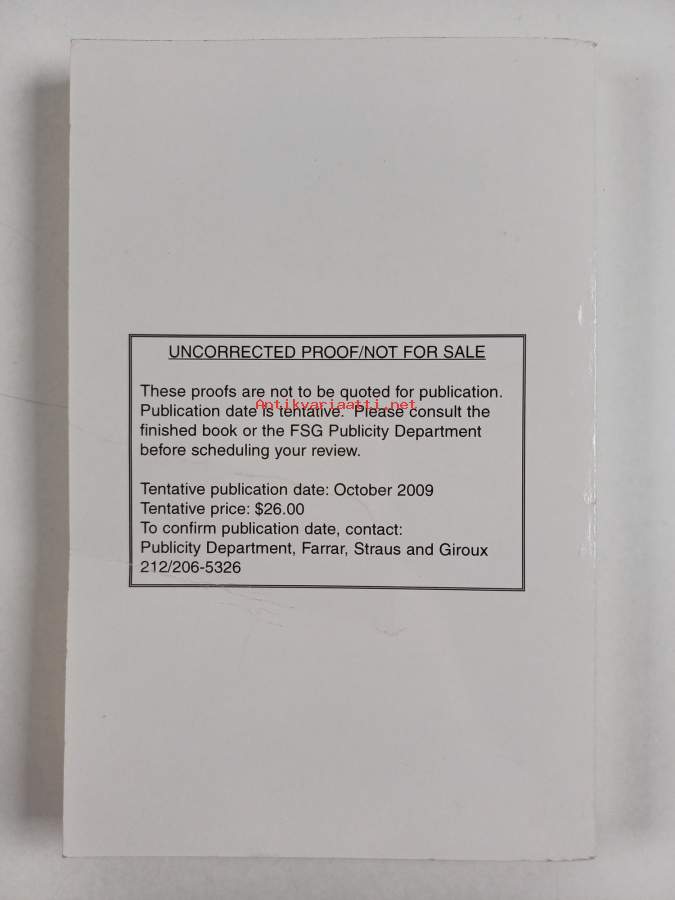 UNCORRECTED PROOF/NOT FOR SALE
These proofs are not to be quoted for publication.
Antikvariaatti.net
Publication date is tentative. Please consult the
finished book or the FSG Publicity Department
before scheduling your review.
Tentative publication date: October 2009
Tentative price: $26.00
To confirm publication date, contact:
Publicity Department, Farrar, Straus and Giroux
212/206-5326